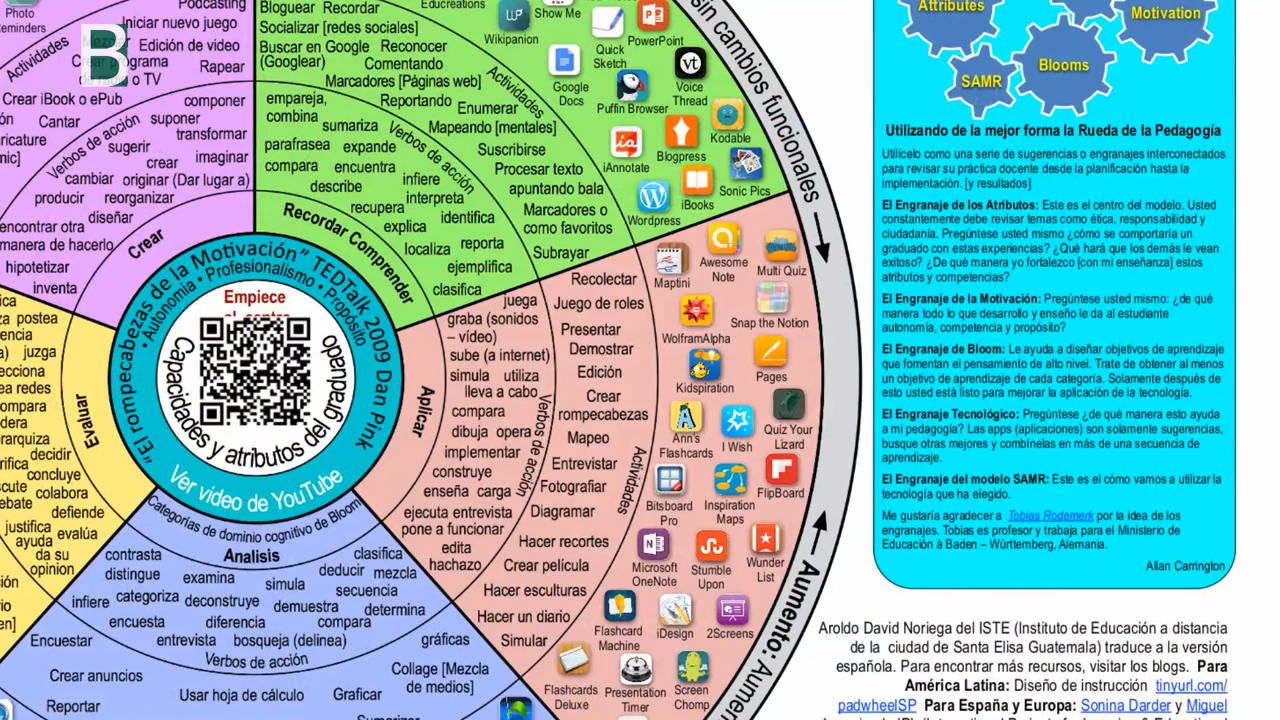 Photo
Reminders
Podcasting
Iniciar nuevo juego
Edición de video
Rapear
Actividades
Crear iBook o ePub
Cantar
Verbos de acción
componer
suponer
transformar
sugerir
crear
imaginar
cambiar
originar (Dar lugar a)
producir
reorganizar
diseñar
encontrar otra
manera de hacerlo
hipotetizar
inventa
Crear
B
Bloguear Recordar
Socializar [redes sociales]
Buscar en Google
(Googlear)
Reconocer
Comentando
Marcadores [Páginas web]
Actividades
empareja,
combina
Reportando
Enumerar
sumariza
Mapeando [mentales]
Verbos de acción
parafrasea
expande
Suscribirse
compara
encuentra
describe
infiere
Procesar texto
interpreta
apuntando bala
recupera
identifica
explica
Marcadores o
como favoritos
localiza
reporta
Subrayar
ejemplifica
clasifica
Recordar Comprender
Educreations
Wikipanion
Show Me
Quick
Sketch
PowerPoint
Google
Docs
Puffin Browser
Voice
Thread
Kodable
iAnnotate
Blogpress
Sonic Pics
Wordpress
iBooks
sin cambios funcionales
"El rompecabezas de la Motivación" TEDTalk 2009 Dan Pink
• Autonomía • Profesionalismo • Propósito
Empiece
Capacidades y atributos del graduado
Ver video de YouTube
Categorías de dominio cognitivo de Bloom
Evaluar
postea
juzga
decidir
concluye
colabora
defiende
justifica
evalúa
ayuda
da su
opinion
Aplicar
juega
graba (sonidos
– vídeo)
sube (a internet)
simula utiliza
lleva a cabo
compara
dibuja opera
implementar
construye
enseña carga
ejecuta entrevista
pone a funcionar
edita
hachazo
Verbos de acción
Recolectar
Juego de roles
Presentar
Demostrar
Edición
Crear
rompecabezas
Mapeo
Entrevistar
Fotografiar
Diagramar
Hacer recortes
Crear película
Hacer esculturas
Hacer un diario
Simular
Actividades
Maptini
Awesome
Note
Multi Quiz
WolframAlpha
Snap the Notion
Kidspiration
Pages
Ann's
Flashcards
I Wish
Quiz Your
Lizard
Bitsboard
Pro
Inspiration
Maps
FlipBoard
Microsoft
OneNote
Stumble
Upon
Wunder
List
Flashcard
Machine
iDesign
2Screens
Flashcards
Deluxe
Presentation
Timer
Screen
Chomp
Aumento:
Analisis
contrasta
clasifica
distingue
examina
simula
deducir
mezcla
secuencia
infiere
categoriza
deconstruye
demuestra
determina
encuesta
diferencia
compara
Encuestar
entrevista
bosqueja (delinea)
gráficas
Verbos de acción
Crear anuncios
Collage [Mezcla
de medios]
Usar hoja de cálculo
Graficar
Reportar
Attributes
Motivation
SAMR
Blooms
Utilizando de la mejor forma la Rueda de la Pedagogía
Utilícelo como una serie de sugerencias o engranajes interconectados
para revisar su práctica docente desde la planificación hasta la
implementación. [y resultados]
El Engranaje de los Atributos: Este es el centro del modelo. Usted
constantemente debe revisar temas como ética, responsabilidad y
ciudadanía. Pregúntese usted mismo ¿cómo se comportaría un
graduado con estas experiencias? ¿Qué hará que los demás le vean
exitoso? ¿De qué manera yo fortalezco [con mi enseñanza] estos
atributos y competencias?
El Engranaje de la Motivación: Pregúntese usted mismo: ¿de qué
manera todo lo que desarrollo y enseño le da al estudiante
autonomía, competencia y propósito?
El Engranaje de Bloom: Le ayuda a diseñar objetivos de aprendizaje
que fomentan el pensamiento de alto nivel. Trate de obtener al menos
un objetivo de aprendizaje de cada categoría. Solamente después de
esto usted está listo para mejorar la aplicación de la tecnología.
El Engranaje Tecnológico: Pregúntese ¿de qué manera esto ayuda
a mi pedagogía? Las apps (aplicaciones) son solamente sugerencias,
busque otras mejores y combínelas en más de una secuencia de
aprendizaje.
El Engranaje del modelo SAMR: Este es el cómo vamos a utilizar la
tecnología que ha elegido.
Me gustaría agradecer a Tobias Rodemerk por la idea de los
engranajes. Tobias es profesor y trabaja para el Ministerio de
Educación à Baden – Württemberg, Alemania.
Allan Carrington
Aroldo David Noriega del ISTE (Instituto de Educación a distancia
de la ciudad de Santa Elisa Guatemala) traduce a la versión
española. Para encontrar más recursos, visitar los blogs. Para
América Latina: Diseño de instrucción tinyurl.com/
padwheelSP Para España y Europa: Sonina Darder y Miguel